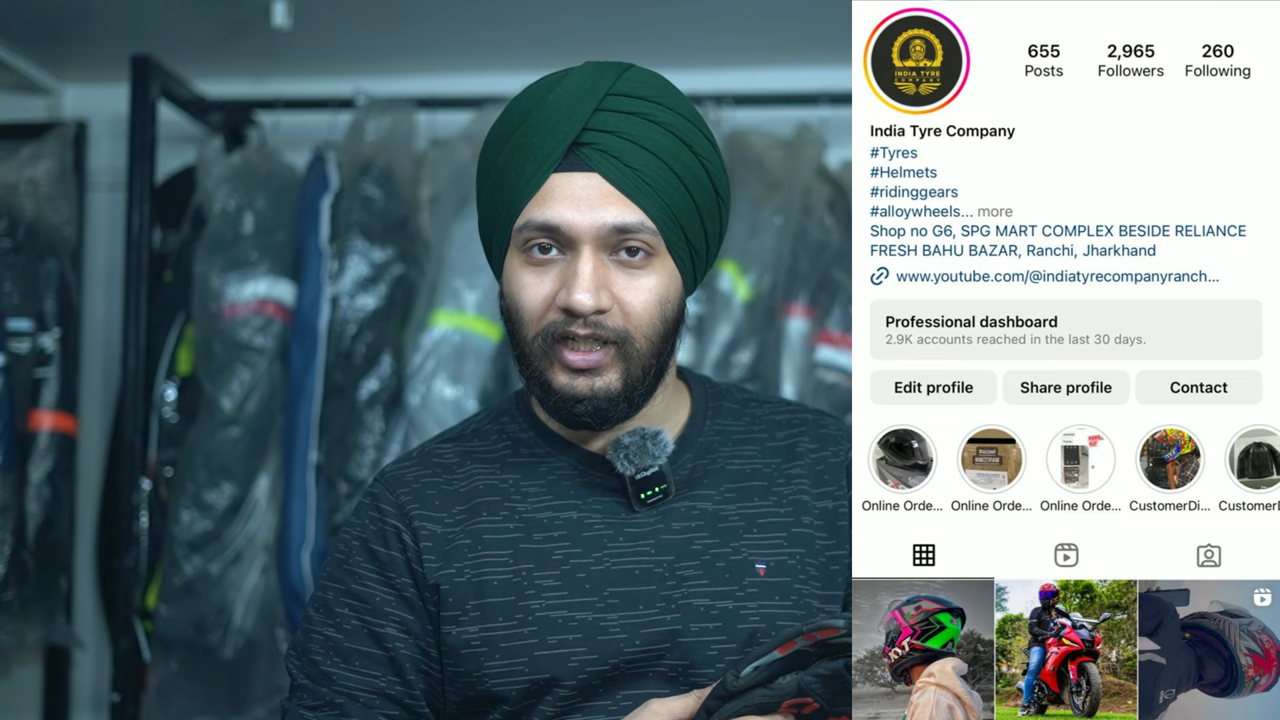 INDIA TYRE
COMPANY
655
Posts
2,965
Followers
260
Following
India Tyre Company
#Tyres
#Helmets
#ridinggears
#alloywheels... more
Shop no G6, SPG MART COMPLEX BESIDE RELIANCE
FRESH BAHU BAZAR, Ranchi, Jharkhand
www.youtube.com/@indiatyrecompanyranch...
Professional dashboard
2.9K accounts reached in the last 30 days.
Edit profile
Share profile
Contact
Online Orde...
Online Orde...
Online Orde...
CustomerDi...
CustomerD